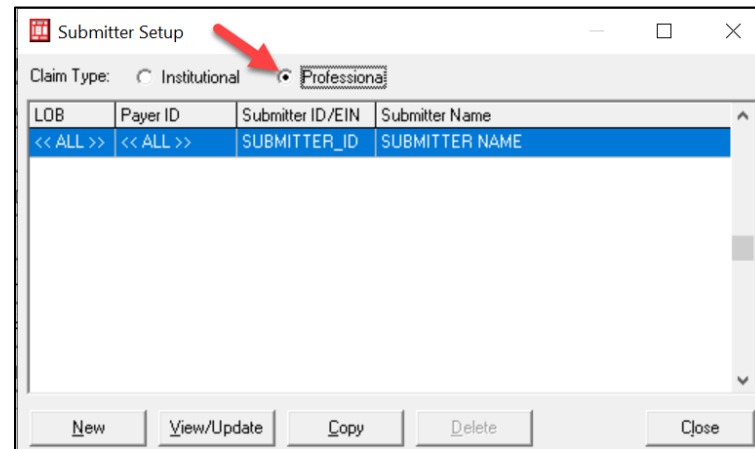 Submitter Setup
Claim Type: Institutional Professional
LOB Payer ID Submitter ID/EIN Submitter Name
<< ALL >> << ALL >> SUBMITTER_ID SUBMITTER NAME
New View/Update Copy Delete Close